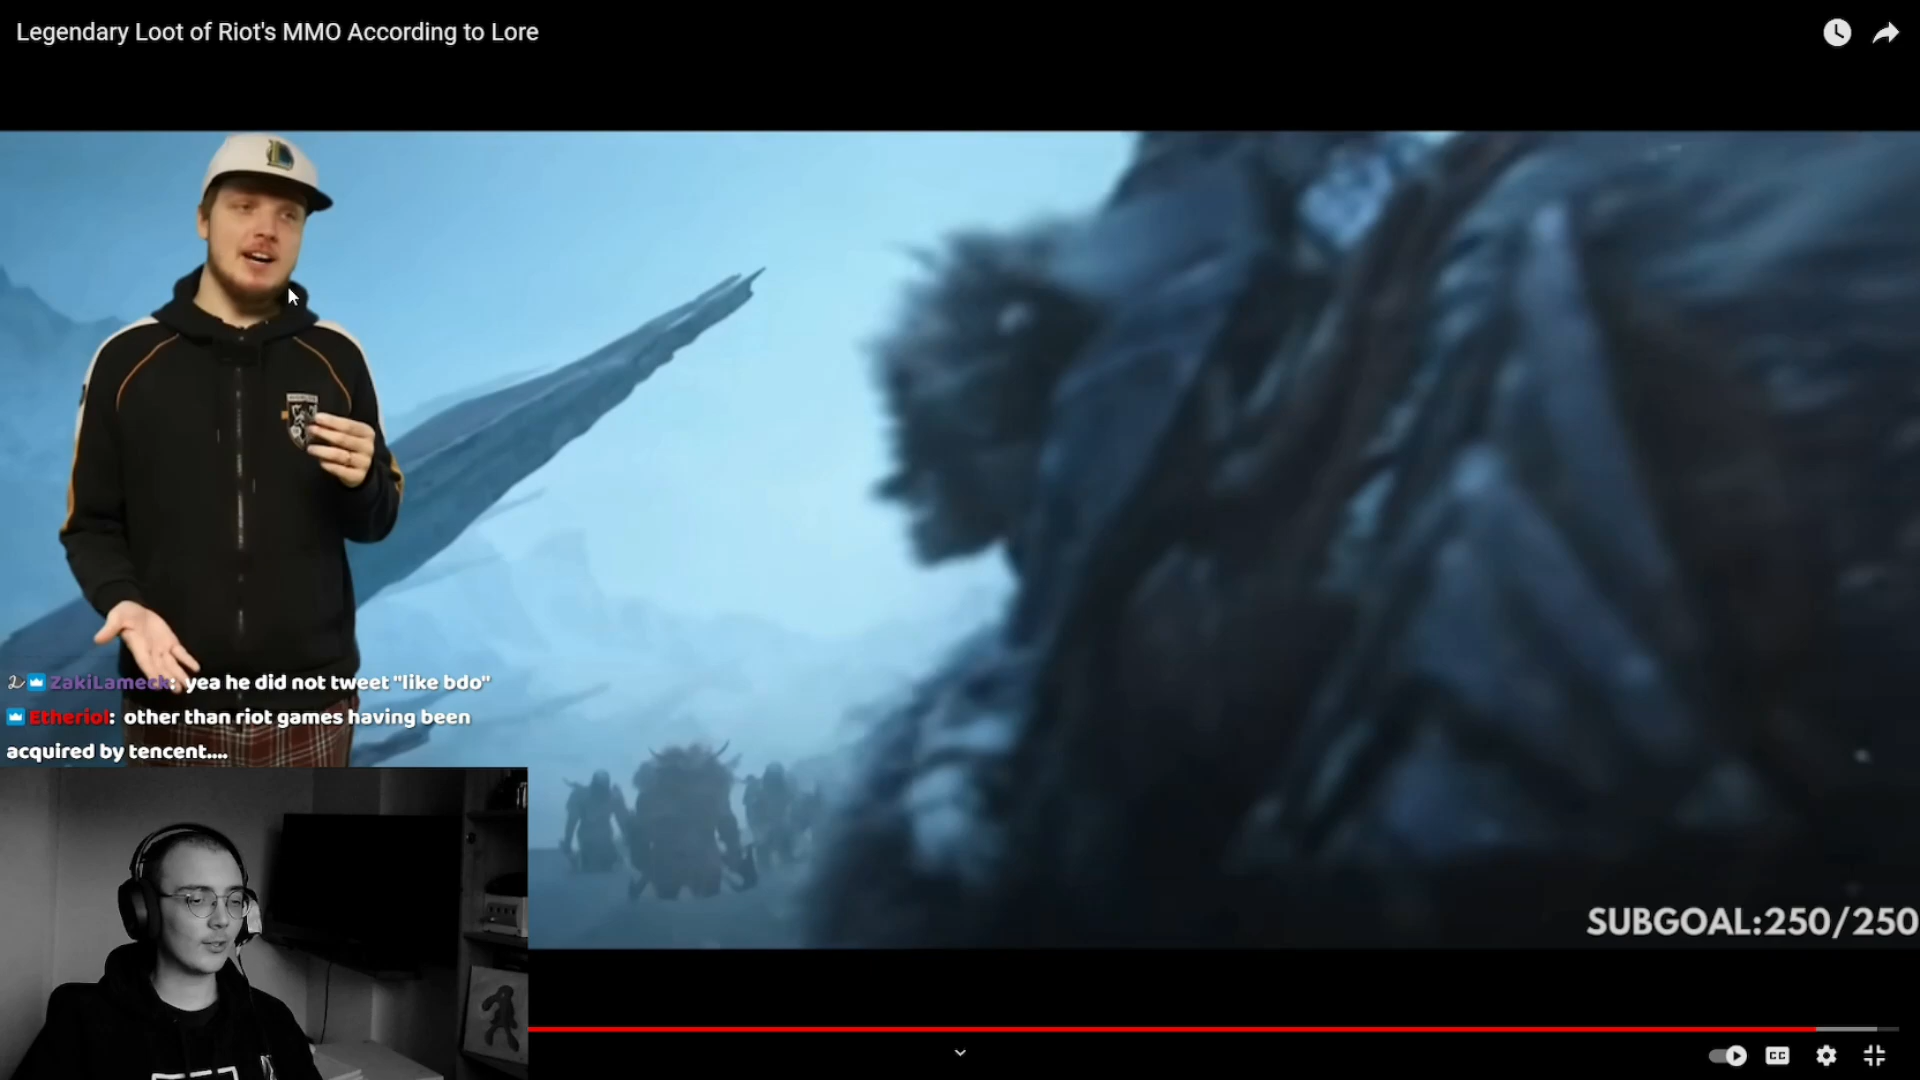 Legendary Loot of Riot's MMO According to Lore
ZakiLameck: yea he did not tweet "like bdo"
Etheriol: other than riot games having been
acquired by tencent....
SUBGOAL:250/250
CC